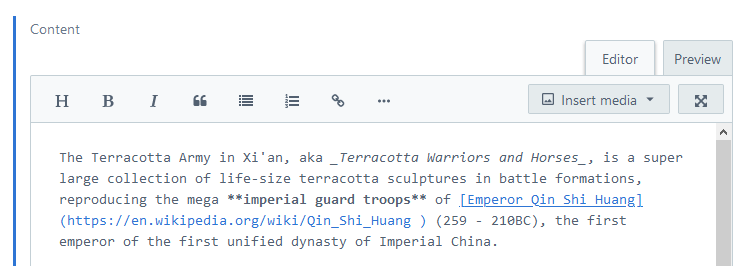 Content
Editor Preview
H B I Insert media
The Terracotta Army in Xi'an, aka _Terracotta Warriors and Horses_, is a super
large collection of life-size terracotta sculptures in battle formations,
reproducing the mega **imperial guard troops** of [Emperor Qin Shi Huang]
(https://en.wikipedia.org/wiki/Qin_Shi_Huang ) (259 - 210BC), the first
emperor of the first unified dynasty of Imperial China.